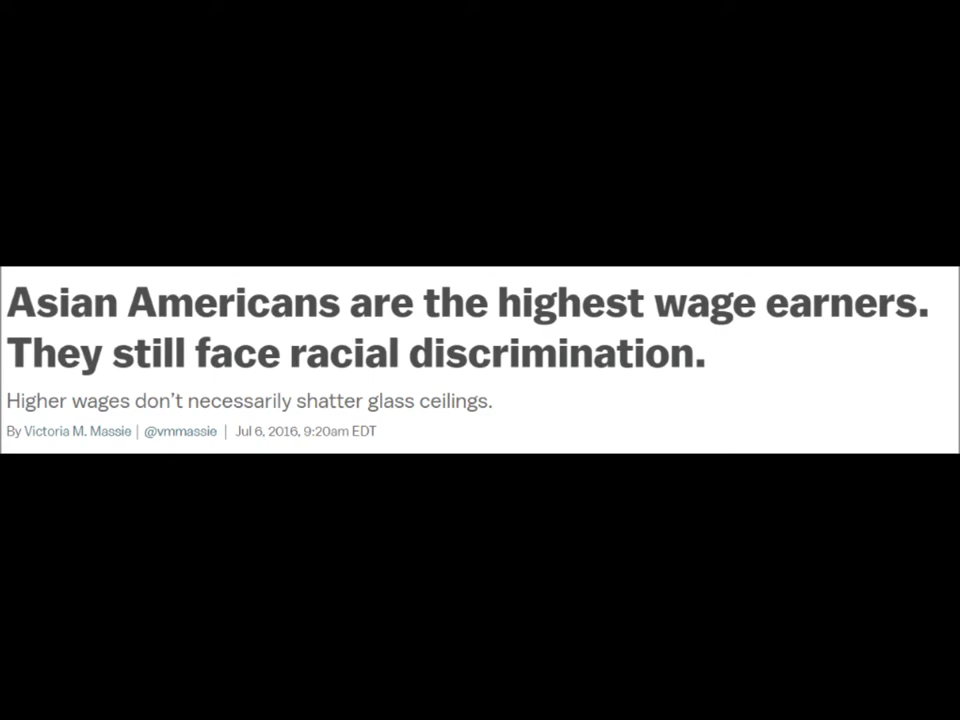 Asian Americans are the highest wage earners.
They still face racial discrimination.
Higher wages don’t necessarily shatter glass ceilings.
By Victoria M. Massie | @vmmassie | Jul 6, 2016, 9:20am EDT